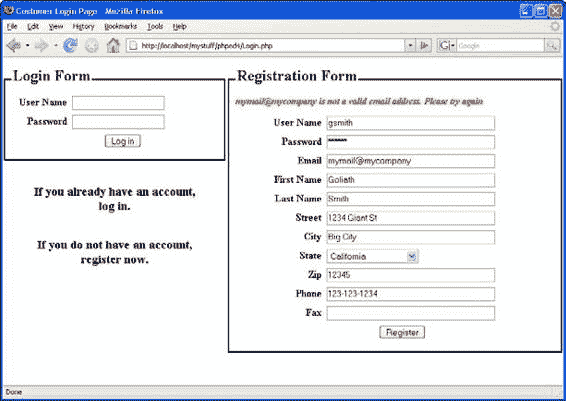 Customer Login Page - Mozilla Firefox
File Edit View History Bookmarks Tools Help
http://localhost/mystuff/phpeds/Login.php
Google
Login Form
User Name
Password
Log in
If you already have an account,
log in.
If you do not have an account,
register now.
Registration Form
mymail@mycompany is not a valid email address. Please try again
User Name gsmith
Password ******
Email mymail@mycompany
First Name Goliath
Last Name Smith
Street 1234 Giant St
City Big City
State California
Zip 12345
Phone 123-123-1234
Fax
Register
Done